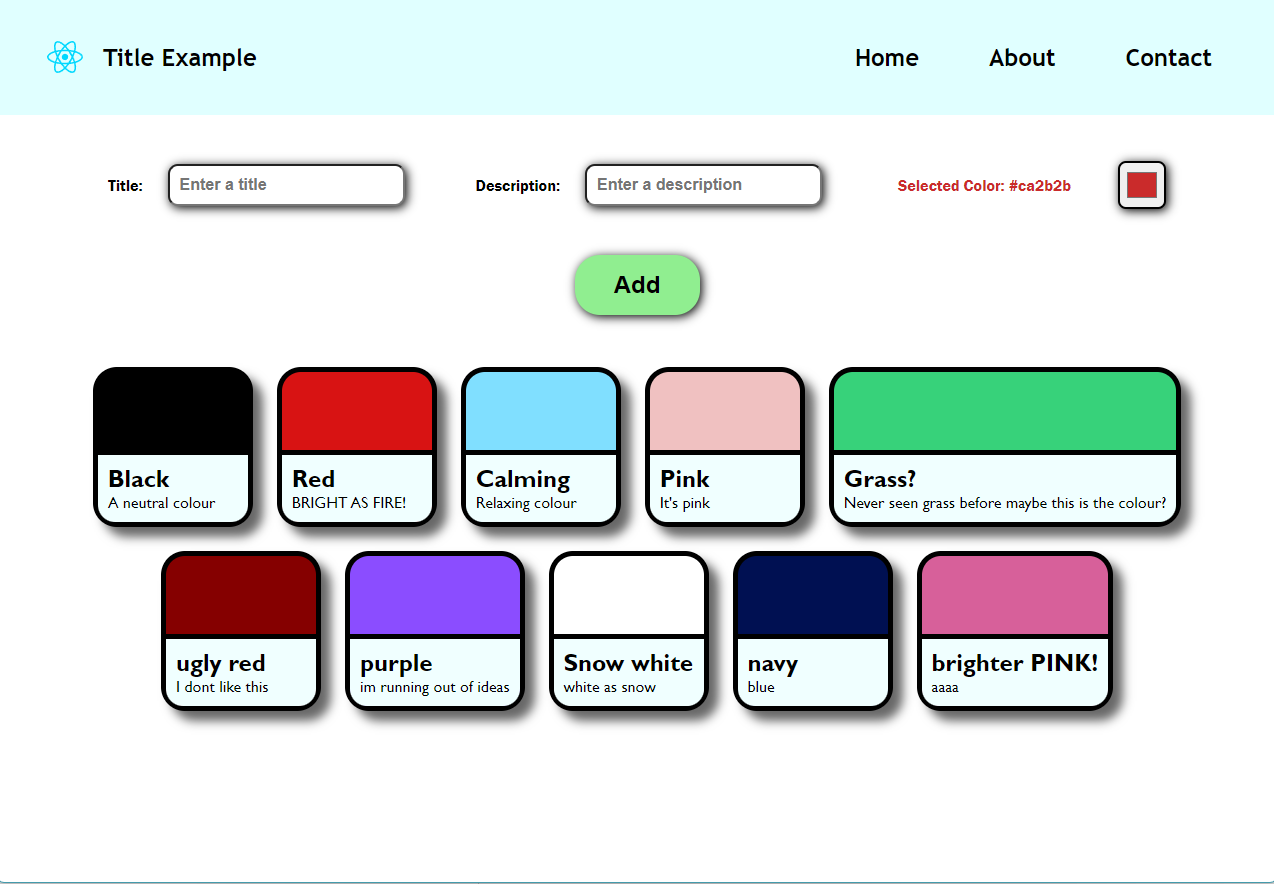 Title Example
Home About Contact
Title: Enter a title Description: Enter a description Selected Color: #ca2b2b
Add
Black
A neutral colour
Red
BRIGHT AS FIRE!
Calming
Relaxing colour
Pink
It's pink
Grass?
Never seen grass before maybe this is the colour?
ugly red
I dont like this
purple
im running out of ideas
Snow white
white as snow
navy
blue
brighter PINK!
aaaa